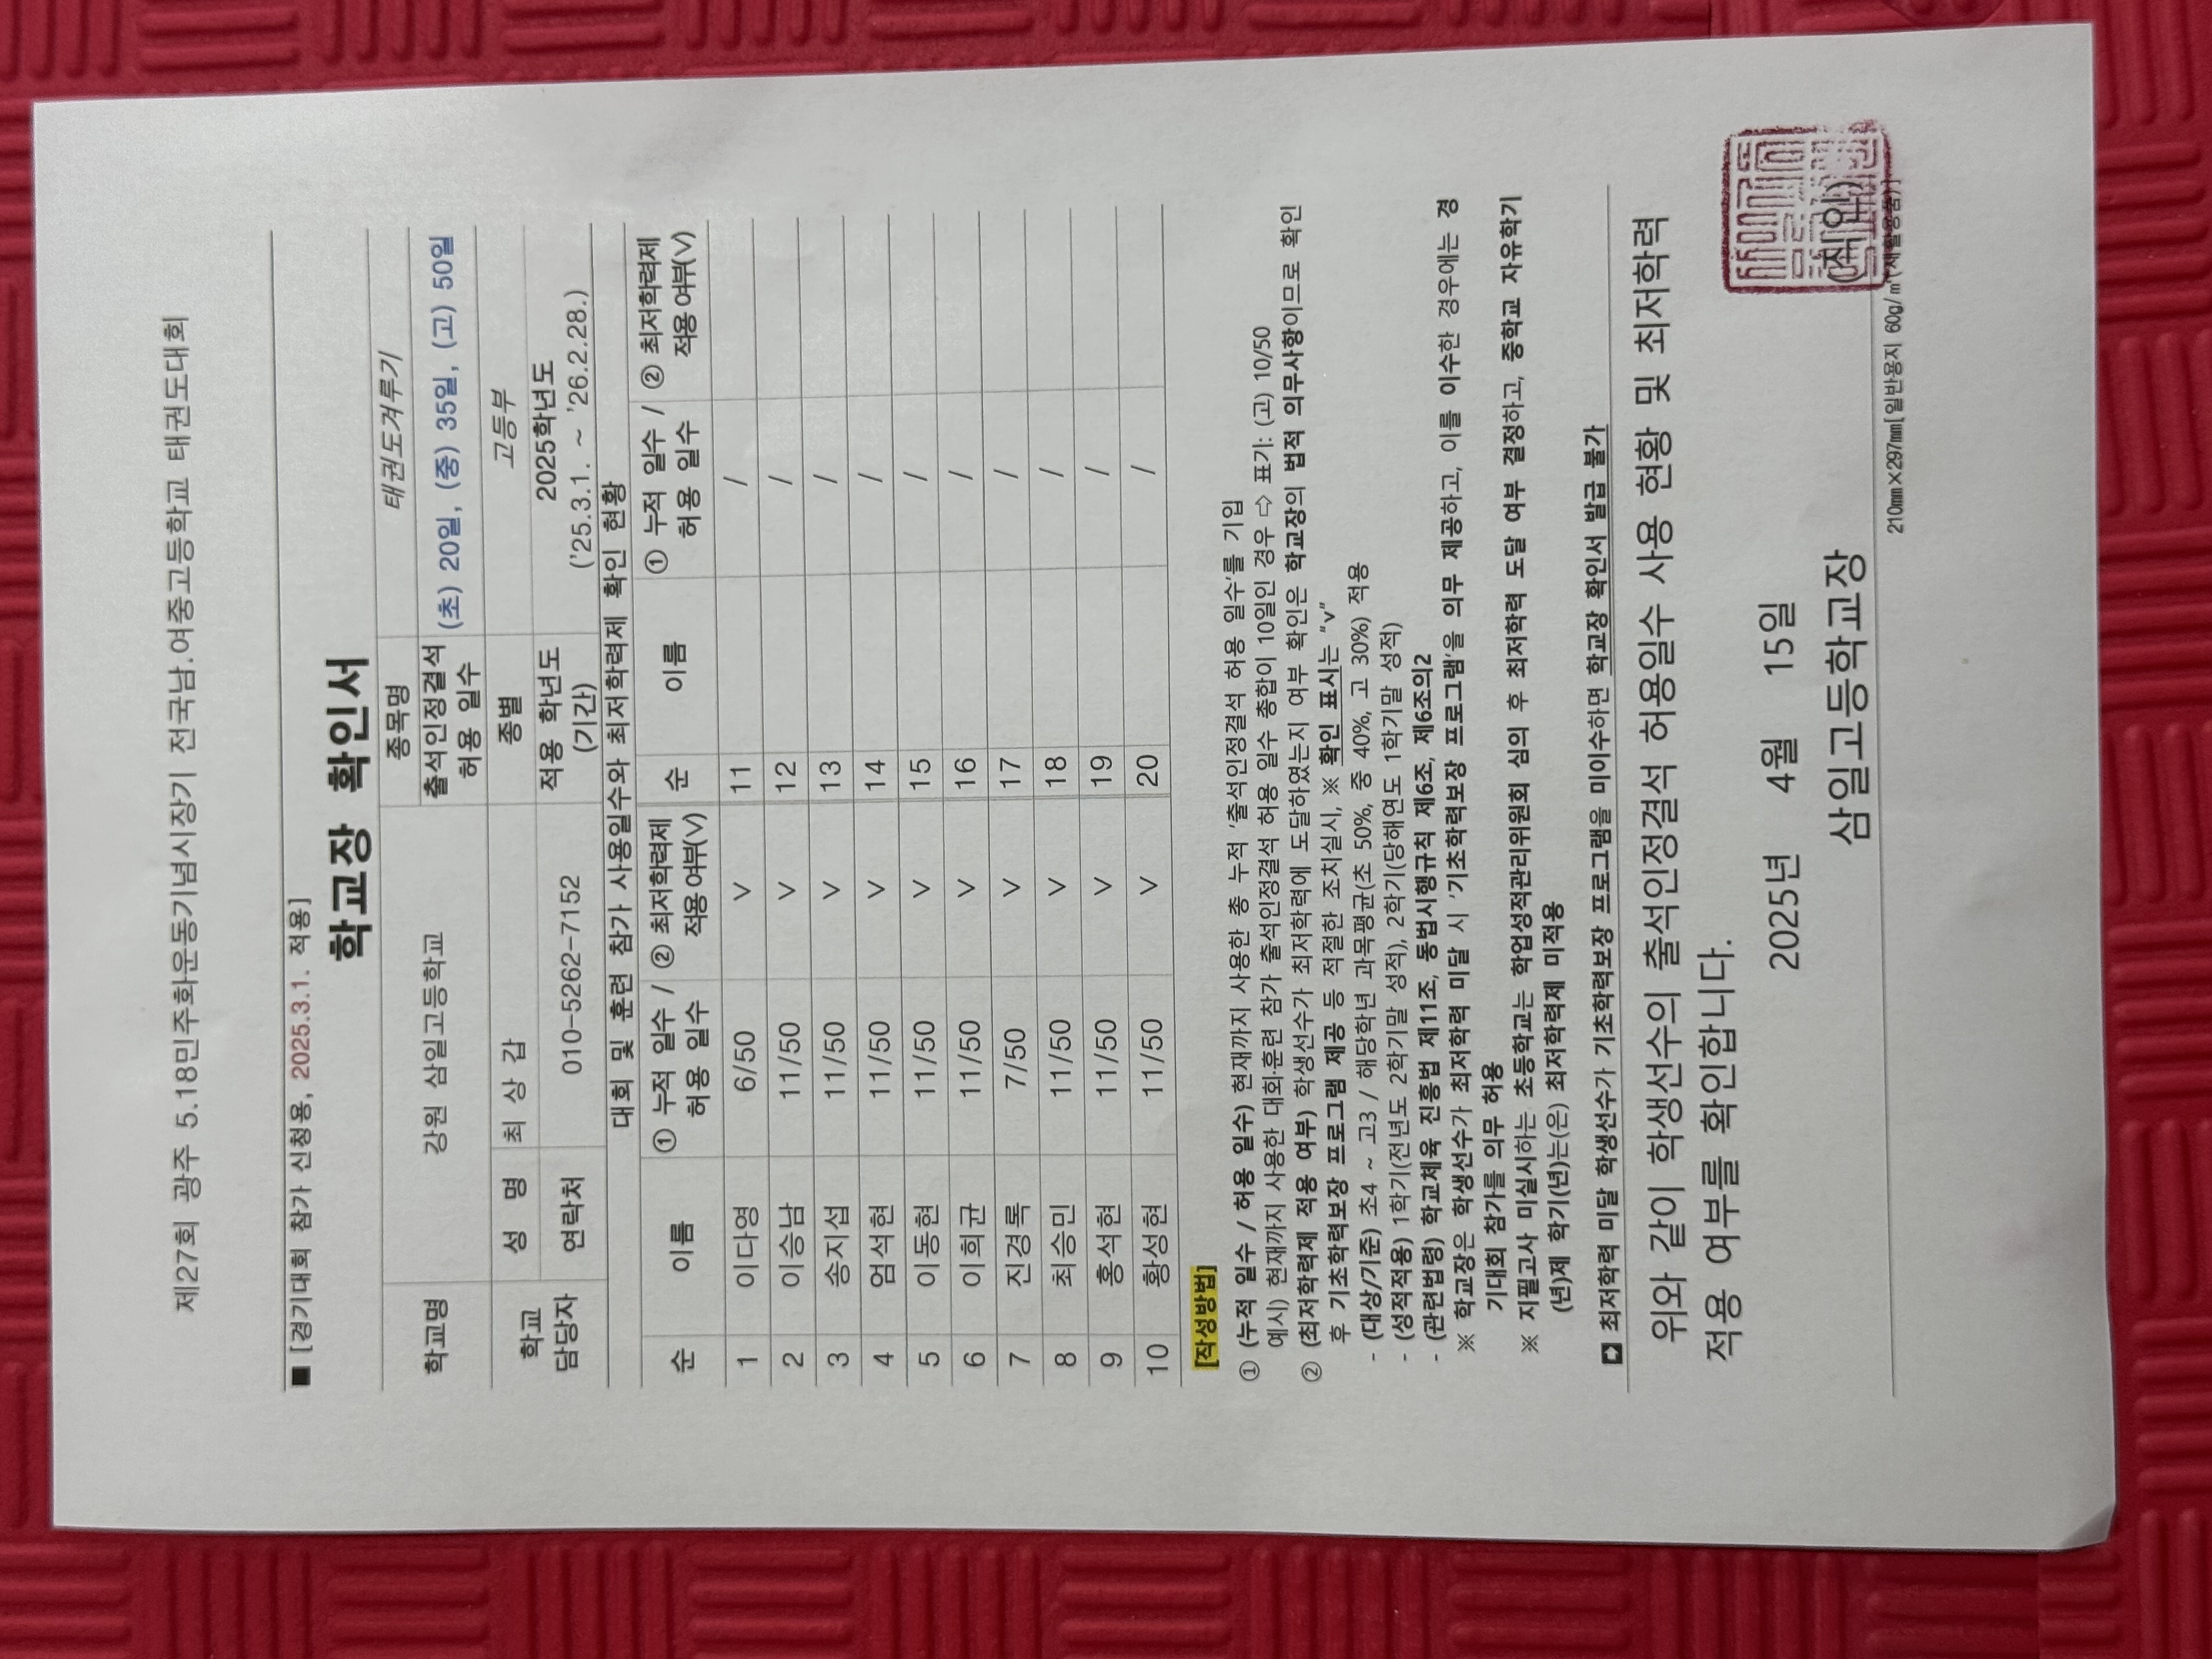 제27회 광주 5.18민주화운동기념시장기 전국남.여중고등학교 태권도대회
■ [경기대회 참가 신청용, 2025.3.1. 적용]
학교장 확인서
학교명 강원 삼일고등학교 종목명 태권도겨루기
출석인정결석 허용 일수 (초) 20일, (중) 35일, (고) 50일
학교 담당자 성 명 최 상 갑 종별 고등부
연락처 010-5262-7152 적용 학년도 (기간) 2025학년도 ('25.3.1. ~ '26.2.28.)
대회 및 훈련 참가 사용일수와 최저학력제 확인 현황
순 이름 ① 누적 일수 / 허용 일수 ② 최저학력제 적용 여부(V) 순 이름 ① 누적 일수 / 허용 일수 ② 최저학력제 적용 여부(V)
1 이다영 6/50 V 11 /
2 이승남 11/50 V 12 /
3 송지섭 11/50 V 13 /
4 엄석현 11/50 V 14 /
5 이동현 11/50 V 15 /
6 이희균 11/50 V 16 /
7 진경록 7/50 V 17 /
8 최승민 11/50 V 18 /
9 홍석현 11/50 V 19 /
10 황성현 11/50 V 20 /
[작성방법]
① (누적 일수 / 허용 일수) 현재까지 사용한 총 누적 '출석인정결석 허용 일수'를 기입
예시) 현재까지 사용한 대회·훈련 참가 출석인정결석 허용 일수 총합이 10일인 경우 ⇨ 표기: (고) 10/50
② (최저학력제 적용 여부) 학생선수가 최저학력에 도달하였는지 여부 확인은 학교장의 법적 의무사항이므로 확인
후 기초학력보장 프로그램 제공 등 적절한 조치실시, ※ 확인 표시는 "v"
- (대상/기준) 초4 ~ 고3 / 해당학년 과목평균(초 50%, 중 40%, 고 30%) 적용
- (성적적용) 1학기(전년도 2학기말 성적), 2학기(당해연도 1학기말 성적)
- (관련법령) 학교체육 진흥법 제11조, 동법시행규칙 제6조, 제6조의2
※ 학교장은 학생선수가 최저학력 미달 시 '기초학력보장 프로그램'을 의무 제공하고, 이를 이수한 경우에는 경
기대회 참가를 의무 허용
※ 지필고사 미실시하는 초등학교는 학업성적관리위원회 심의 후 최저학력 도달 여부 결정하고, 중학교 자유학기
(년)제 학기(년)는(은) 최저학력제 미적용
➡ 최저학력 미달 학생선수가 기초학력보장 프로그램을 미이수하면 학교장 확인서 발급 불가
위와 같이 학생선수의 출석인정결석 허용일수 사용 현황 및 최저학력
적용 여부를 확인합니다.
2025년 4월 15일
삼일고등학교장 (직인)
210㎜×297㎜[일반용지 60g/㎡(재활용품)]